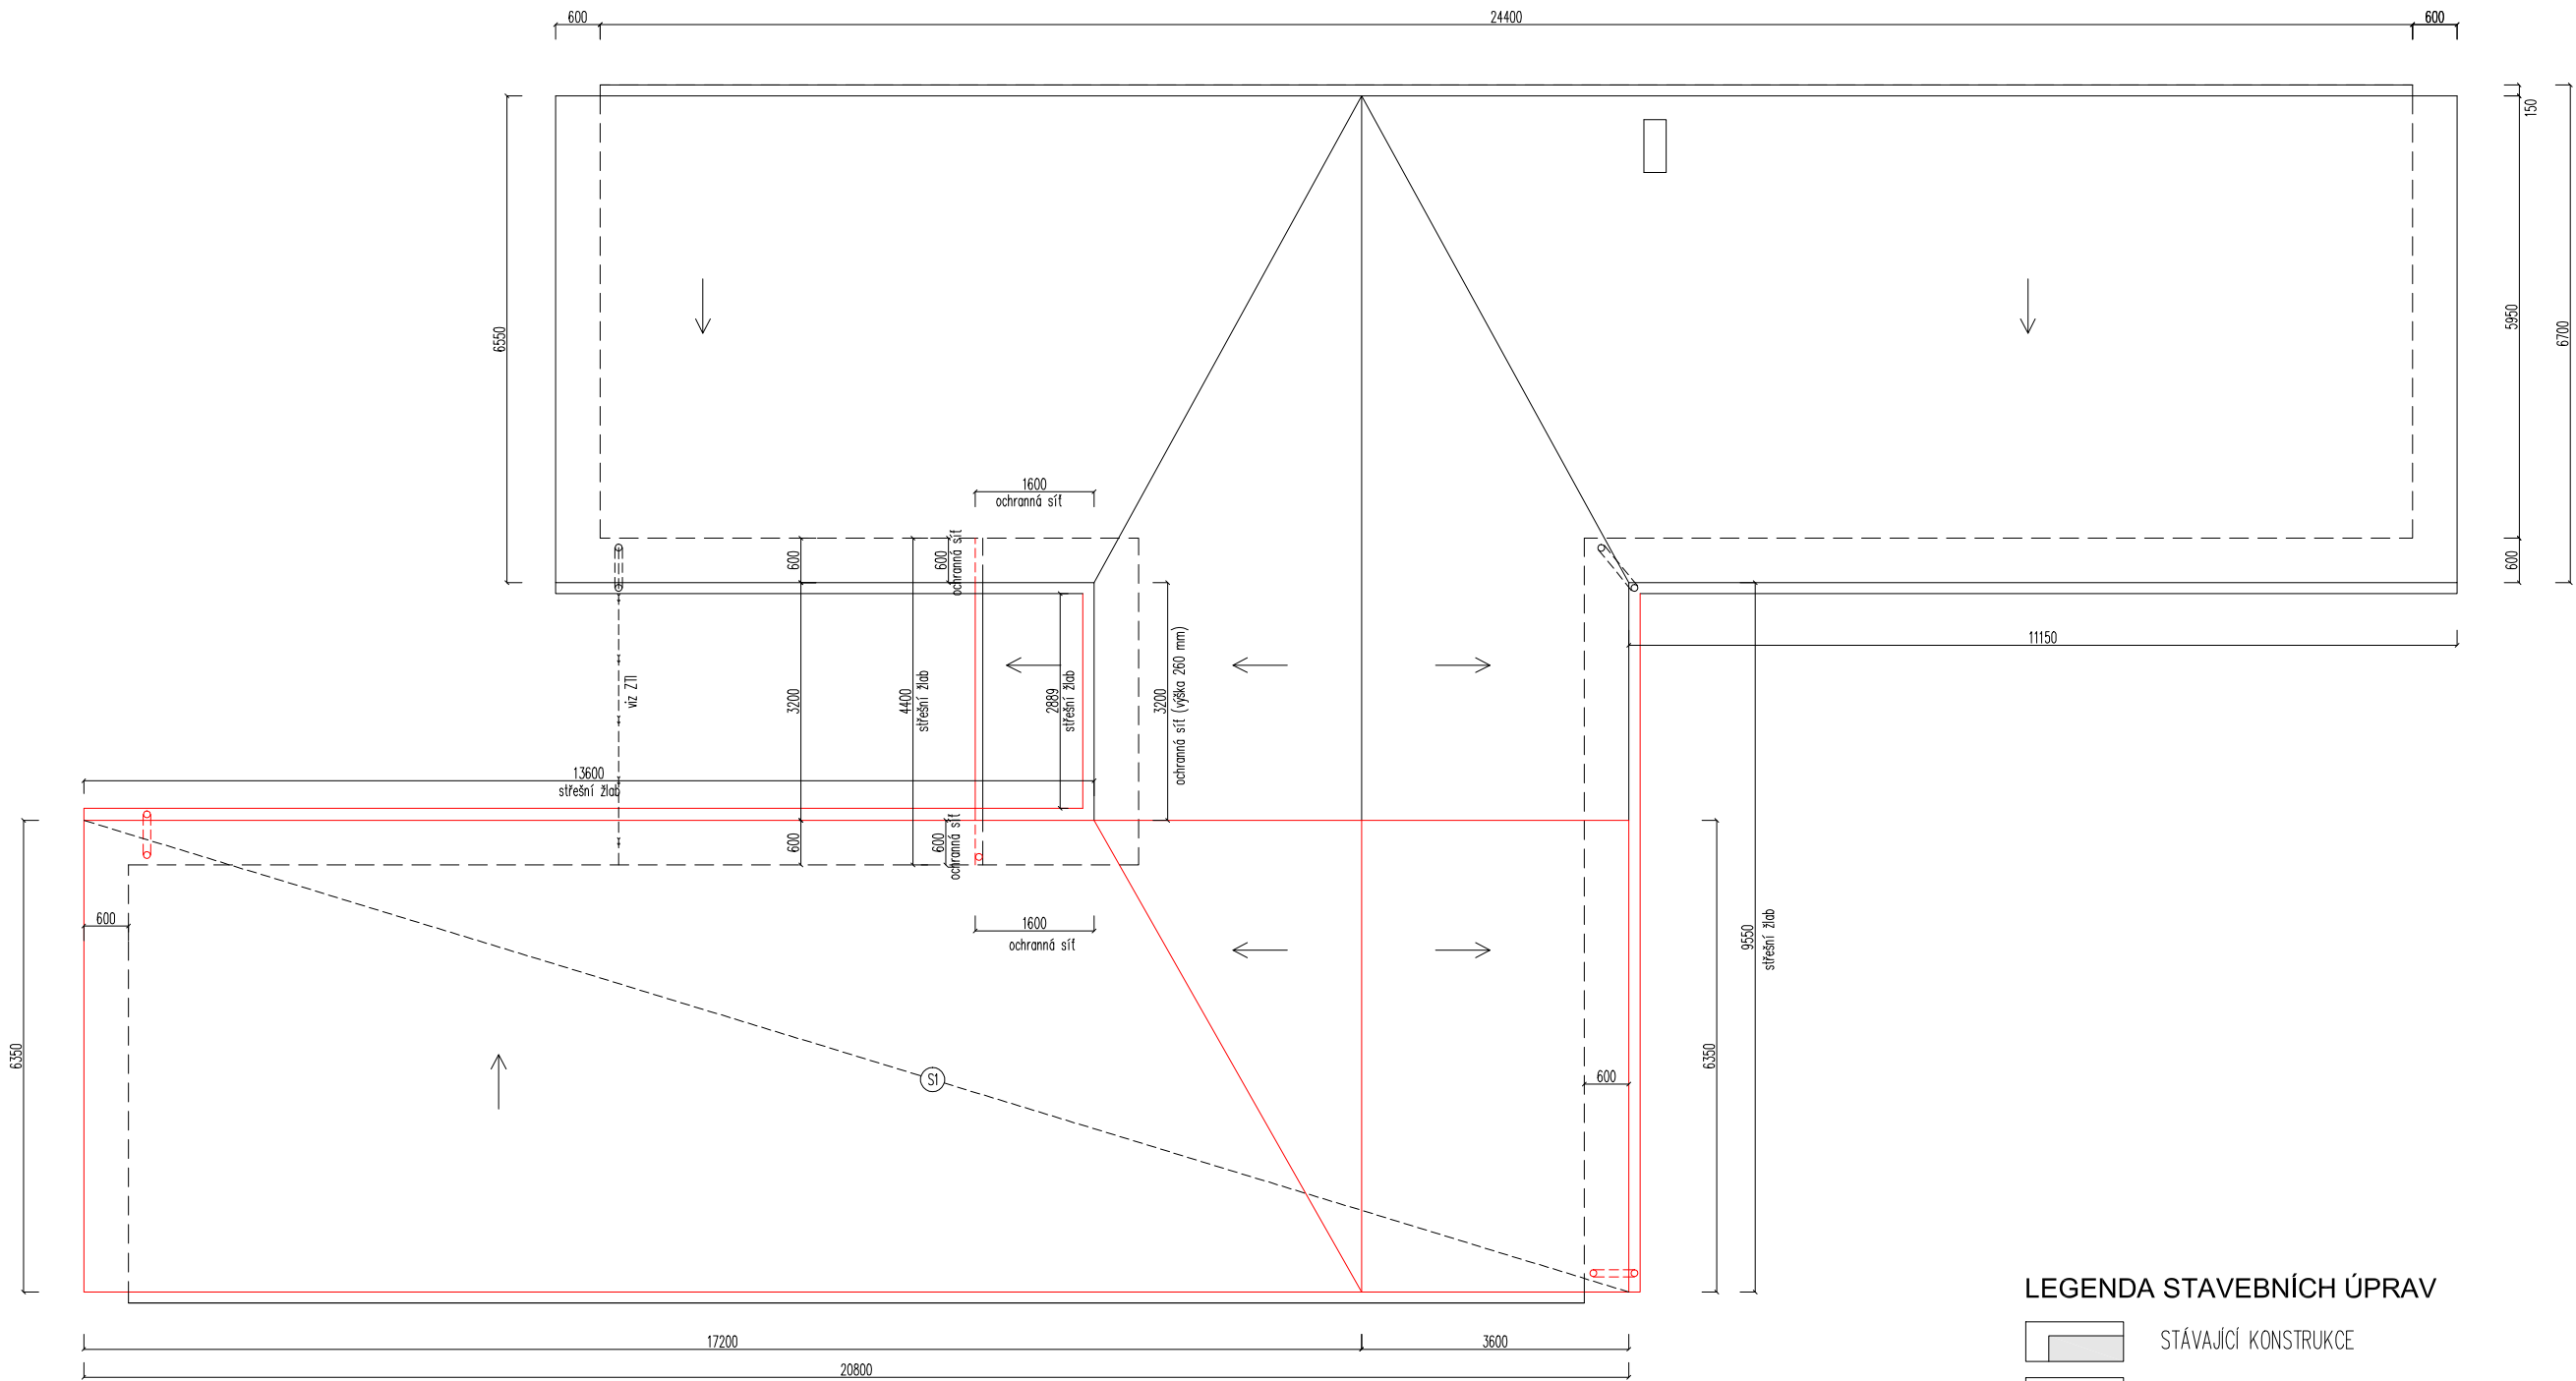 600
24400
600
150
6550
5950
6700
1600
ochranná síť
600
600
ochranná síť
600
11150
viz ZTI
3200
4400
střešní žlab
2889
střešní žlab
3200
ochranná síť (výška 260 mm)
13600
střešní žlab
600
600
ochranná síť
600
1600
ochranná síť
9550
střešní žlab
6350
6350
600
S1
LEGENDA STAVEBNÍCH ÚPRAV
STÁVAJÍCÍ KONSTRUKCE
17200
3600
20800